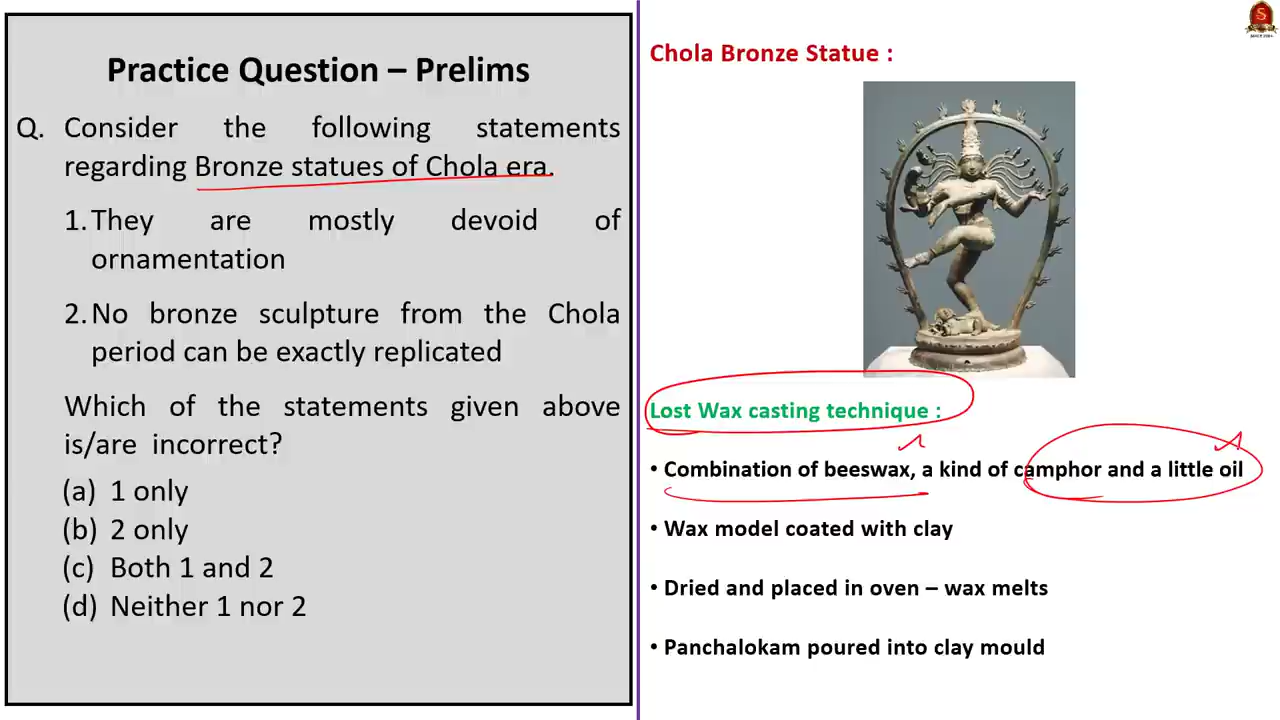 Practice Question – Prelims
Q. Consider the following statements
regarding Bronze statues of Chola era.
1. They are mostly devoid of
ornamentation
2. No bronze sculpture from the Chola
period can be exactly replicated
Which of the statements given above
is/are incorrect?
(a) 1 only
(b) 2 only
(c) Both 1 and 2
(d) Neither 1 nor 2
Chola Bronze Statue :
Lost Wax casting technique :
• Combination of beeswax, a kind of camphor and a little oil
• Wax model coated with clay
• Dried and placed in oven – wax melts
• Panchalokam poured into clay mould